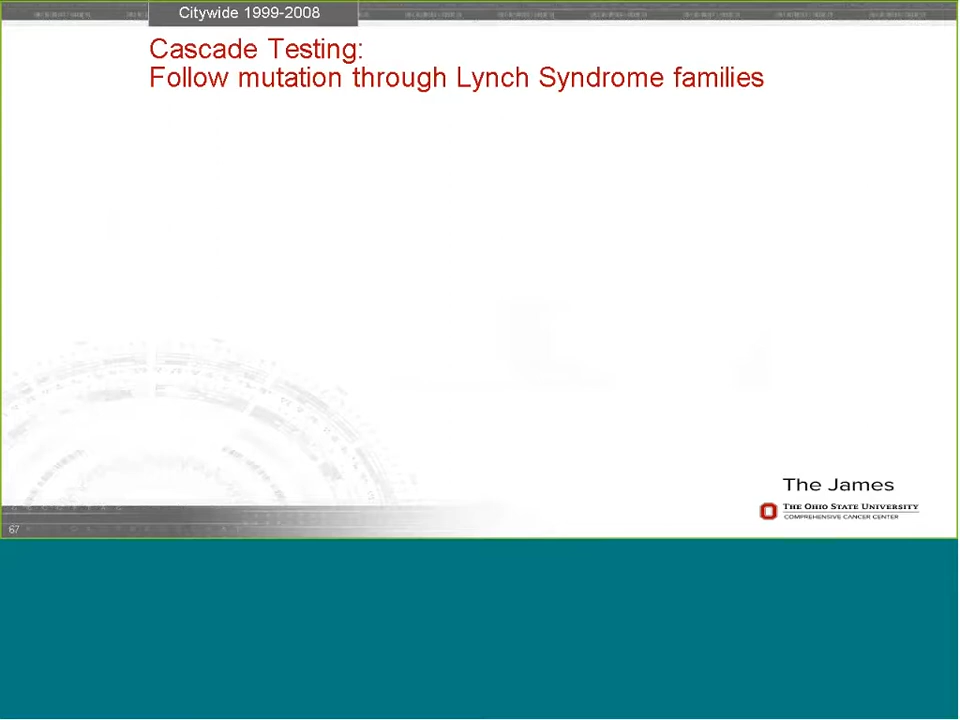 Citywide 1999-2008
Cascade Testing:
Follow mutation through Lynch Syndrome families
The James
THE OHIO STATE UNIVERSITY
COMPREHENSIVE CANCER CENTER
67